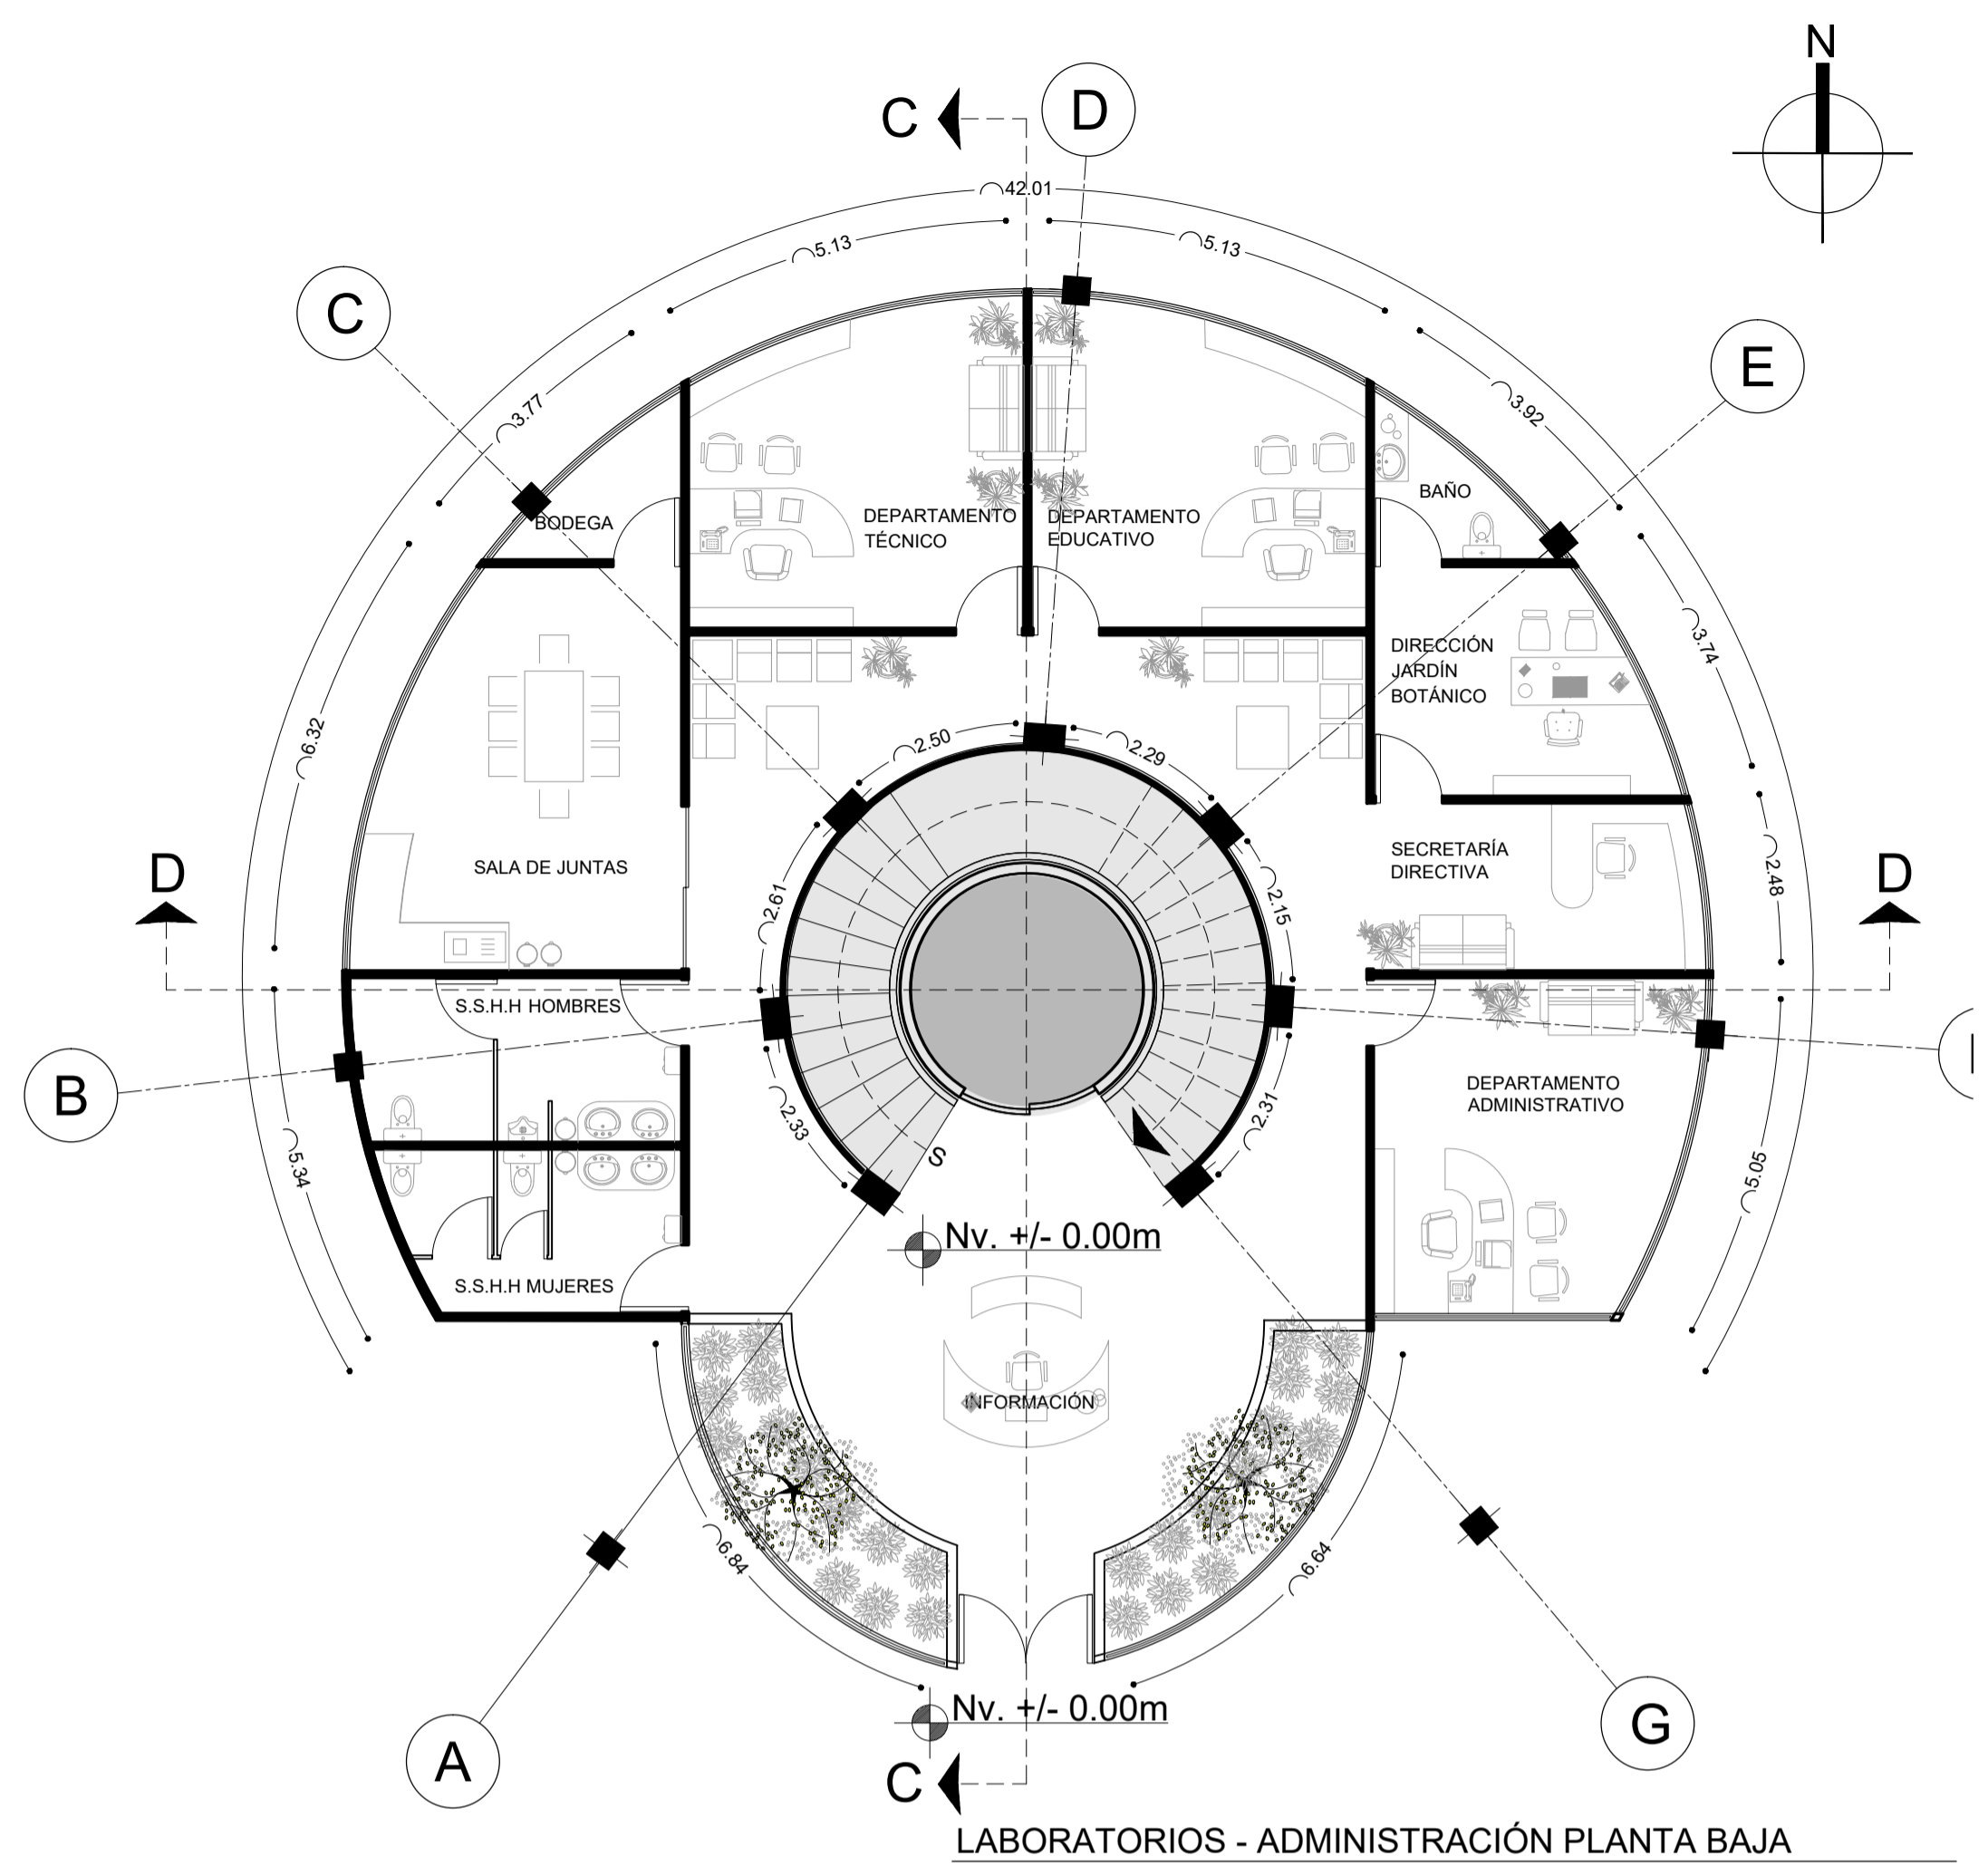 N
C
D
42.01
5.13
5.13
C
E
3.77
3.92
BAÑO
BODEGA
DEPARTAMENTO
TÉCNICO
DEPARTAMENTO
EDUCATIVO
DIRECCIÓN
JARDÍN
BOTÁNICO
3.74
6.32
2.50
2.29
SECRETARÍA
DIRECTIVA
2.48
SALA DE JUNTAS
D
D
2.61
2.15
S.S.H.H HOMBRES
B
DEPARTAMENTO
ADMINISTRATIVO
2.33
2.31
S
5.34
5.05
Nv. +/- 0.00m
S.S.H.H MUJERES
INFORMACIÓN
6.84
6.64
Nv. +/- 0.00m
A
G
C
LABORATORIOS - ADMINISTRACIÓN PLANTA BAJA